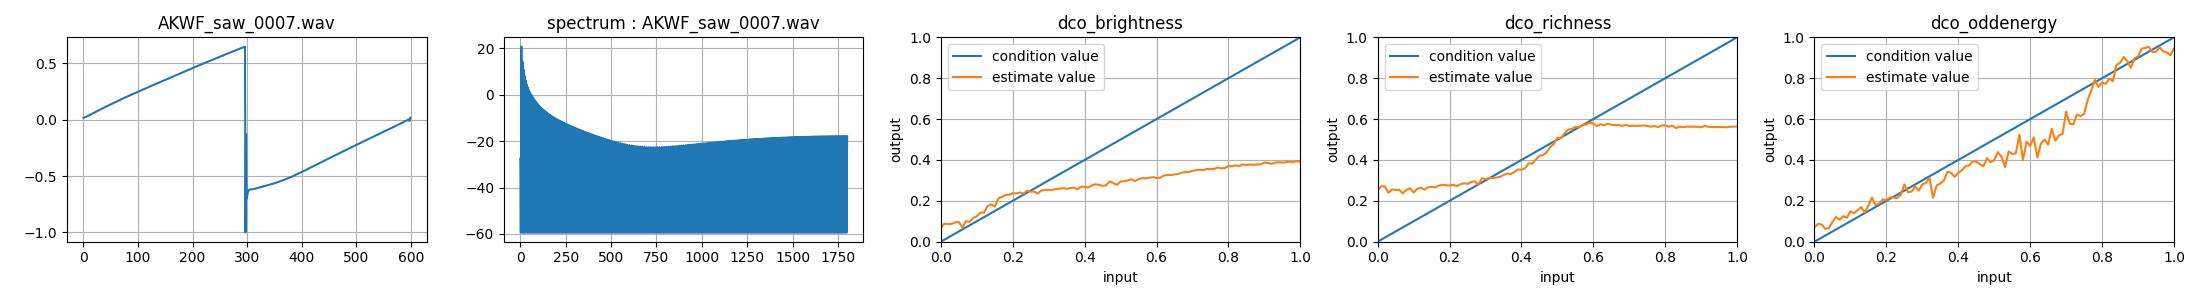 AKWF_saw_0007.wav
0.5
0.0
−0.5
−1.0
0 100 200 300 400 500 600
spectrum : AKWF_saw_0007.wav
20
0
−20
−40
−60
0 250 500 750 1000 1250 1500 1750
dco_brightness
condition value
estimate value
output
1.0
0.8
0.6
0.4
0.2
0.0
0.0 0.2 0.4 0.6 0.8 1.0
input
dco_richness
condition value
estimate value
output
1.0
0.8
0.6
0.4
0.2
0.0
0.0 0.2 0.4 0.6 0.8 1.0
input
dco_oddenergy
condition value
estimate value
output
1.0
0.8
0.6
0.4
0.2
0.0
0.0 0.2 0.4 0.6 0.8 1.0
input